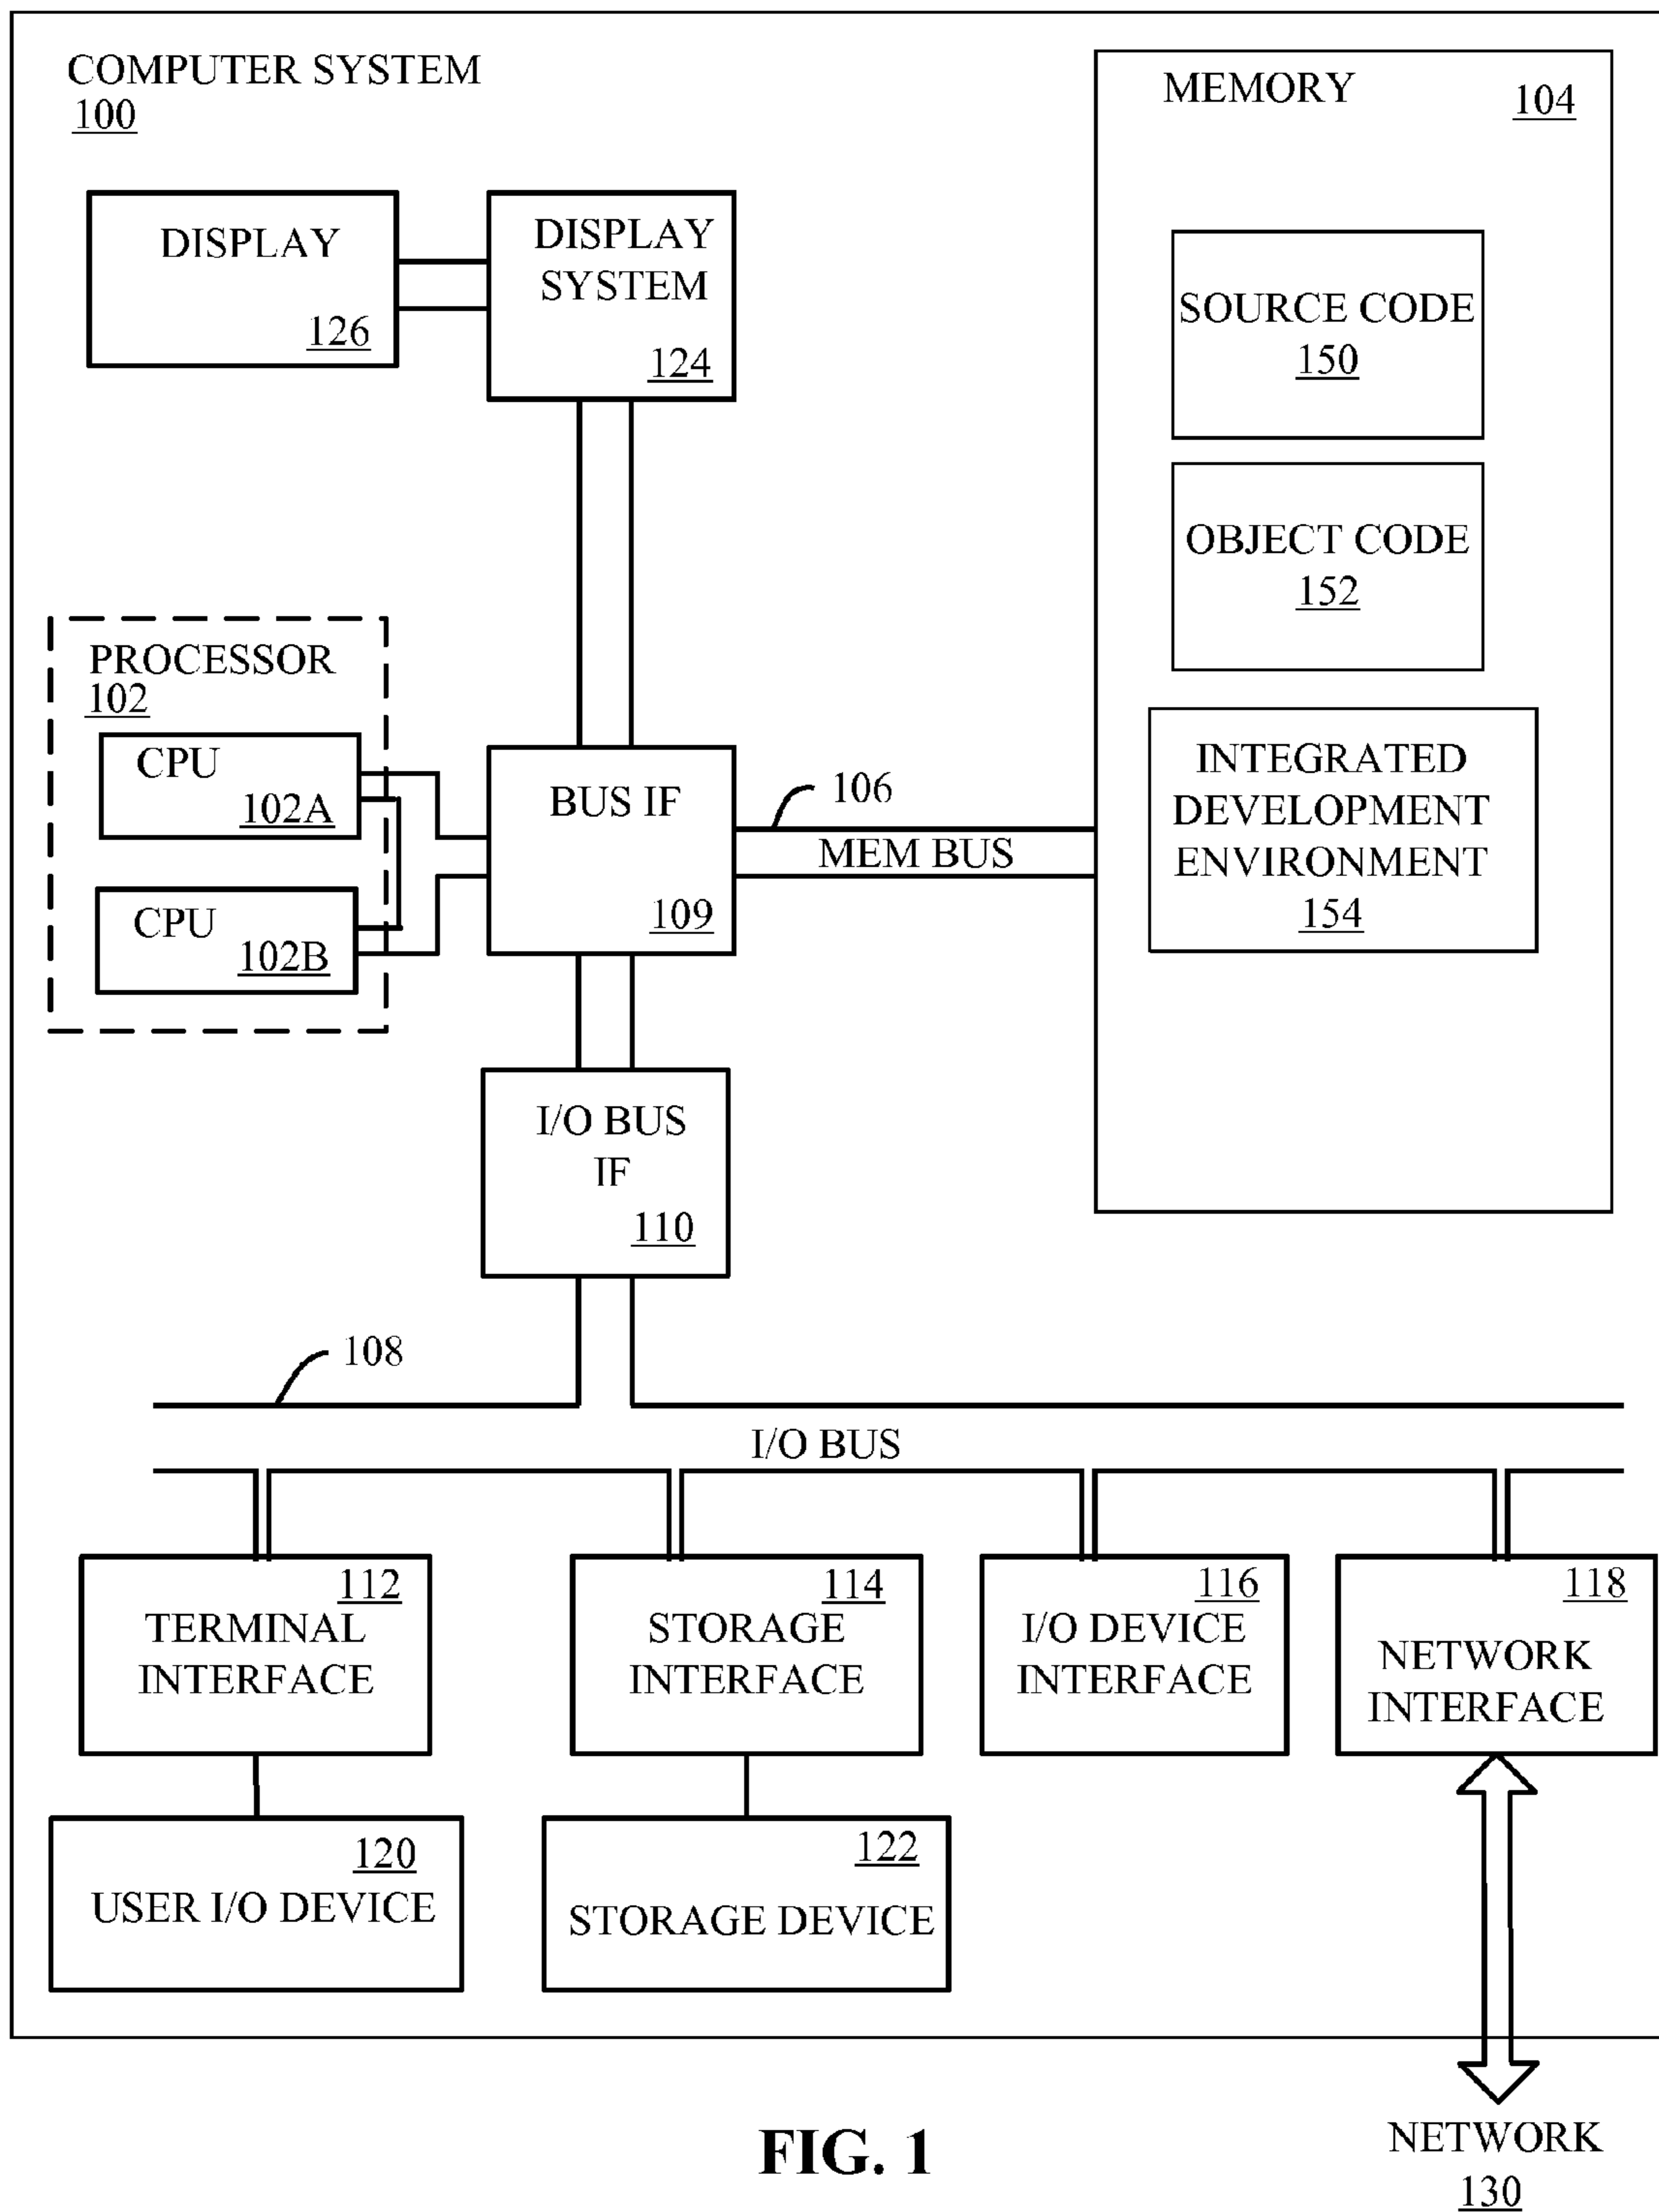 COMPUTER SYSTEM
100
MEMORY
104
DISPLAY
126
DISPLAY
SYSTEM
124
SOURCE CODE
150
OBJECT CODE
152
INTEGRATED
DEVELOPMENT
ENVIRONMENT
154
PROCESSOR
102
CPU
102A
CPU
102B
BUS IF
109
106
MEM BUS
I/O BUS
IF
110
108
I/O BUS
112
TERMINAL
INTERFACE
114
STORAGE
INTERFACE
116
I/O DEVICE
INTERFACE
118
NETWORK
INTERFACE
120
USER I/O DEVICE
122
STORAGE DEVICE
NETWORK
130
FIG. 1